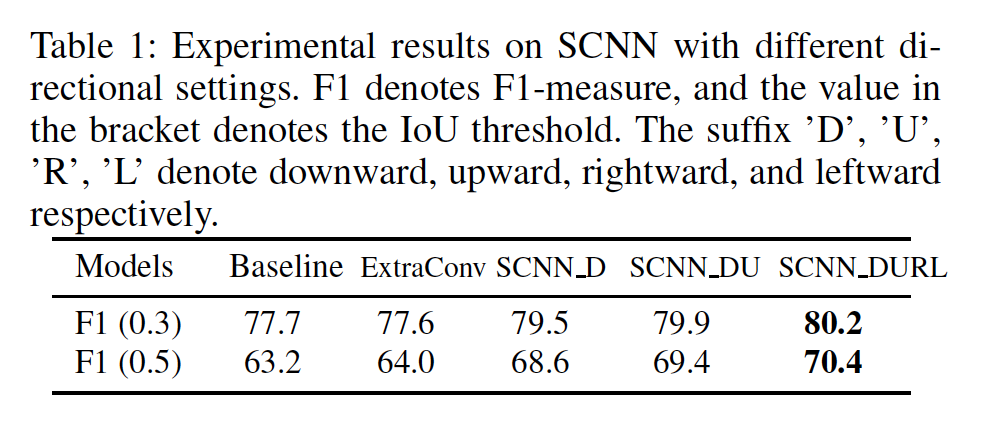 Table 1: Experimental results on SCNN with different di-
rectional settings. F1 denotes F1-measure, and the value in
the bracket denotes the IoU threshold. The suffix ’D’, ’U’,
’R’, ’L’ denote downward, upward, rightward, and leftward
respectively.
Models Baseline ExtraConv SCNN_D SCNN_DU SCNN_DURL
F1 (0.3) 77.7 77.6 79.5 79.9 80.2
F1 (0.5) 63.2 64.0 68.6 69.4 70.4